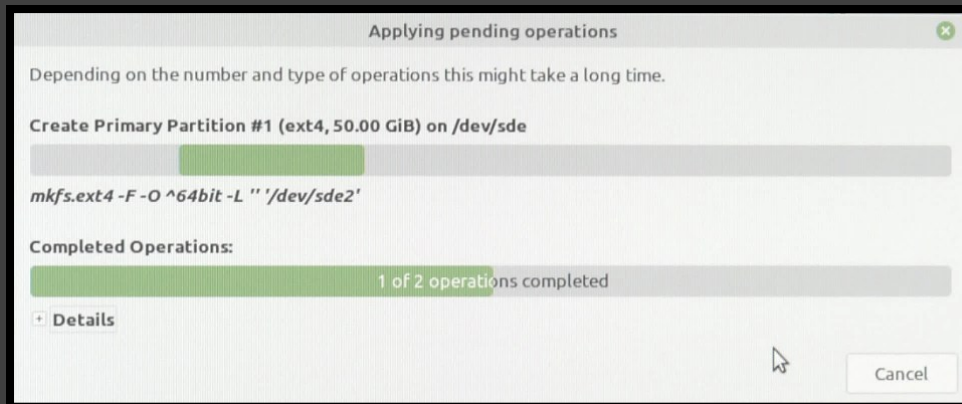 Applying pending operations
Depending on the number and type of operations this might take a long time.
Create Primary Partition #1 (ext4, 50.00 GiB) on /dev/sde
mkfs.ext4 -F -O ^64bit -L '' '/dev/sde2'
Completed Operations:
1 of 2 operations completed
+ Details
Cancel